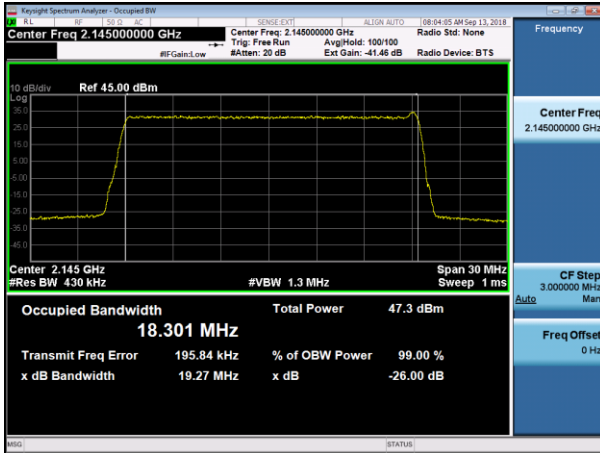 Keysight Spectrum Analyzer - Occupied BW
RL RF 50 Ω AC SENSE:EXT ALIGN AUTO 08:04:05 AM Sep 13, 2018
Center Freq 2.145000000 GHz Center Freq: 2.145000000 GHz Radio Std: None
Trig: Free Run Avg|Hold: 100/100
#IFGain:Low #Atten: 20 dB Ext Gain: -41.46 dB Radio Device: BTS
Frequency
10 dB/div Ref 45.00 dBm
Log
35.0
25.0
15.0
5.00
-5.00
-15.0
-25.0
-35.0
-45.0
Center 2.145 GHz Span 30 MHz
#Res BW 430 kHz #VBW 1.3 MHz Sweep 1 ms
Occupied Bandwidth Total Power 47.3 dBm
18.301 MHz
Transmit Freq Error 195.84 kHz % of OBW Power 99.00 %
x dB Bandwidth 19.27 MHz x dB -26.00 dB
Center Freq
2.145000000 GHz
CF Step
3.000000 MHz
Auto Man
Freq Offset
0 Hz
MSG STATUS